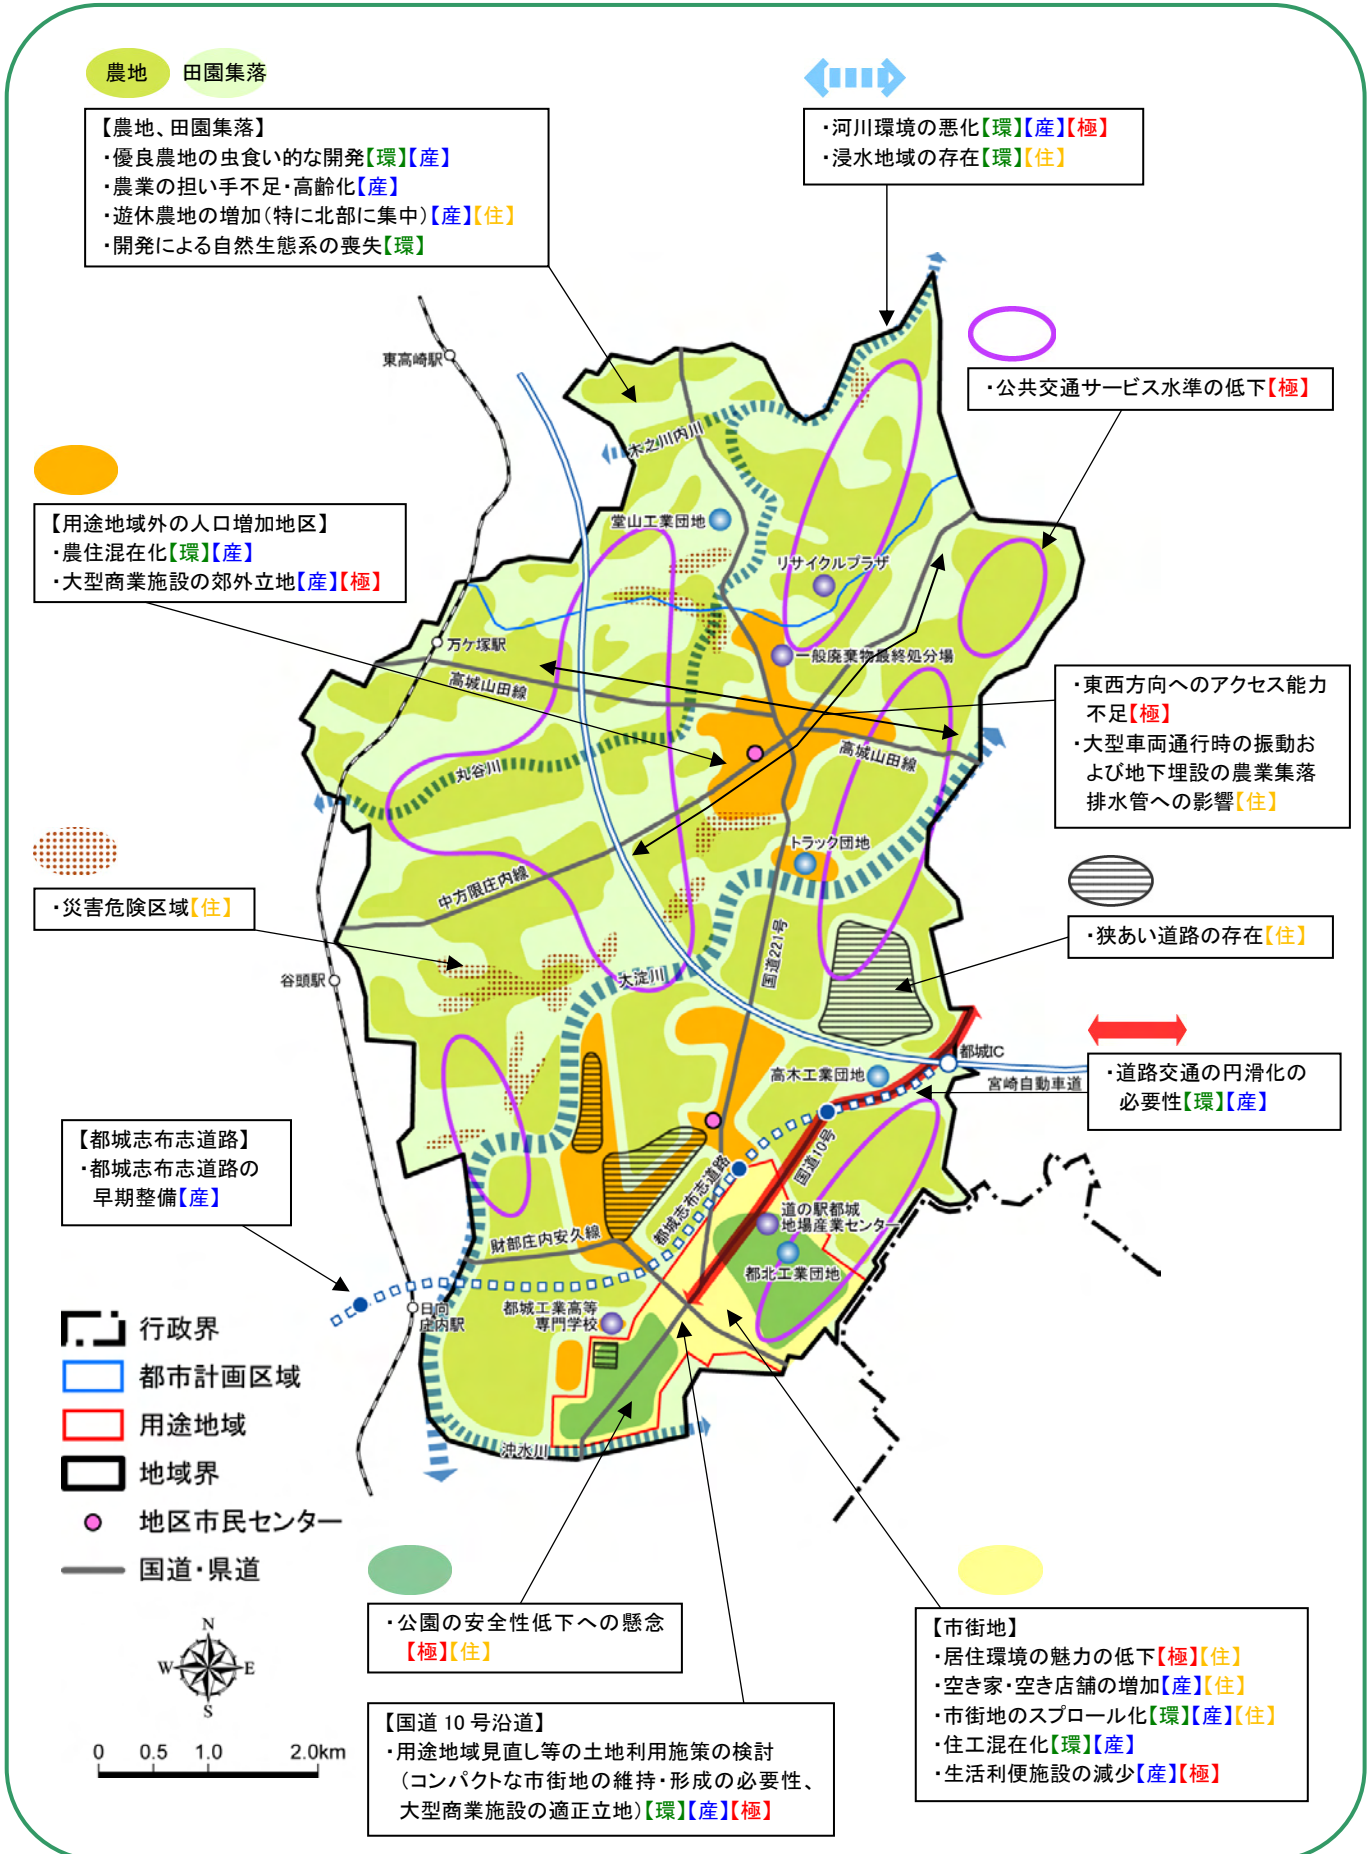 農地 田園集落
【農地、田園集落】
・優良農地の虫食い的な開発【環】【産】
・農業の担い手不足・高齢化【産】
・遊休農地の増加（特に北部に集中）【産】【住】
・開発による自然生態系の喪失【環】
・河川環境の悪化【環】【産】【極】
・浸水地域の存在【環】【住】
・公共交通サービス水準の低下【極】
【用途地域外の人口増加地区】
・農住混在化【環】【産】
・大型商業施設の郊外立地【産】【極】
・東西方向へのアクセス能力
不足【極】
・大型車両通行時の振動お
よび地下埋設の農業集落
排水管への影響【住】
・災害危険区域【住】
・狭あい道路の存在【住】
・道路交通の円滑化の
必要性【環】【産】
【都城志布志道路】
・都城志布志道路の
早期整備【産】
東高崎駅
木之川内川
堂山工業団地
リサイクルプラザ
万ケ塚駅
一般廃棄物最終処分場
高城山田線
高城山田線
丸谷川
トラック団地
中方限庄内線
国道221号
谷頭駅
大淀川
都城IC
高木工業団地
宮崎自動車道
国道10号
都城志布志道路
道の駅都城
地場産業センター
財部庄内安久線
都北工業団地
日向
庄内駅
都城工業高等
専門学校
沖水川
行政界
都市計画区域
用途地域
地域界
地区市民センター
国道・県道
N
W E
S
0 0.5 1.0 2.0km
・公園の安全性低下への懸念
【極】【住】
【国道 10 号沿道】
・用途地域見直し等の土地利用施策の検討
（コンパクトな市街地の維持・形成の必要性、
大型商業施設の適正立地）【環】【産】【極】
【市街地】
・居住環境の魅力の低下【極】【住】
・空き家・空き店舗の増加【産】【住】
・市街地のスプロール化【環】【産】【住】
・住工混在化【環】【産】
・生活利便施設の減少【産】【極】